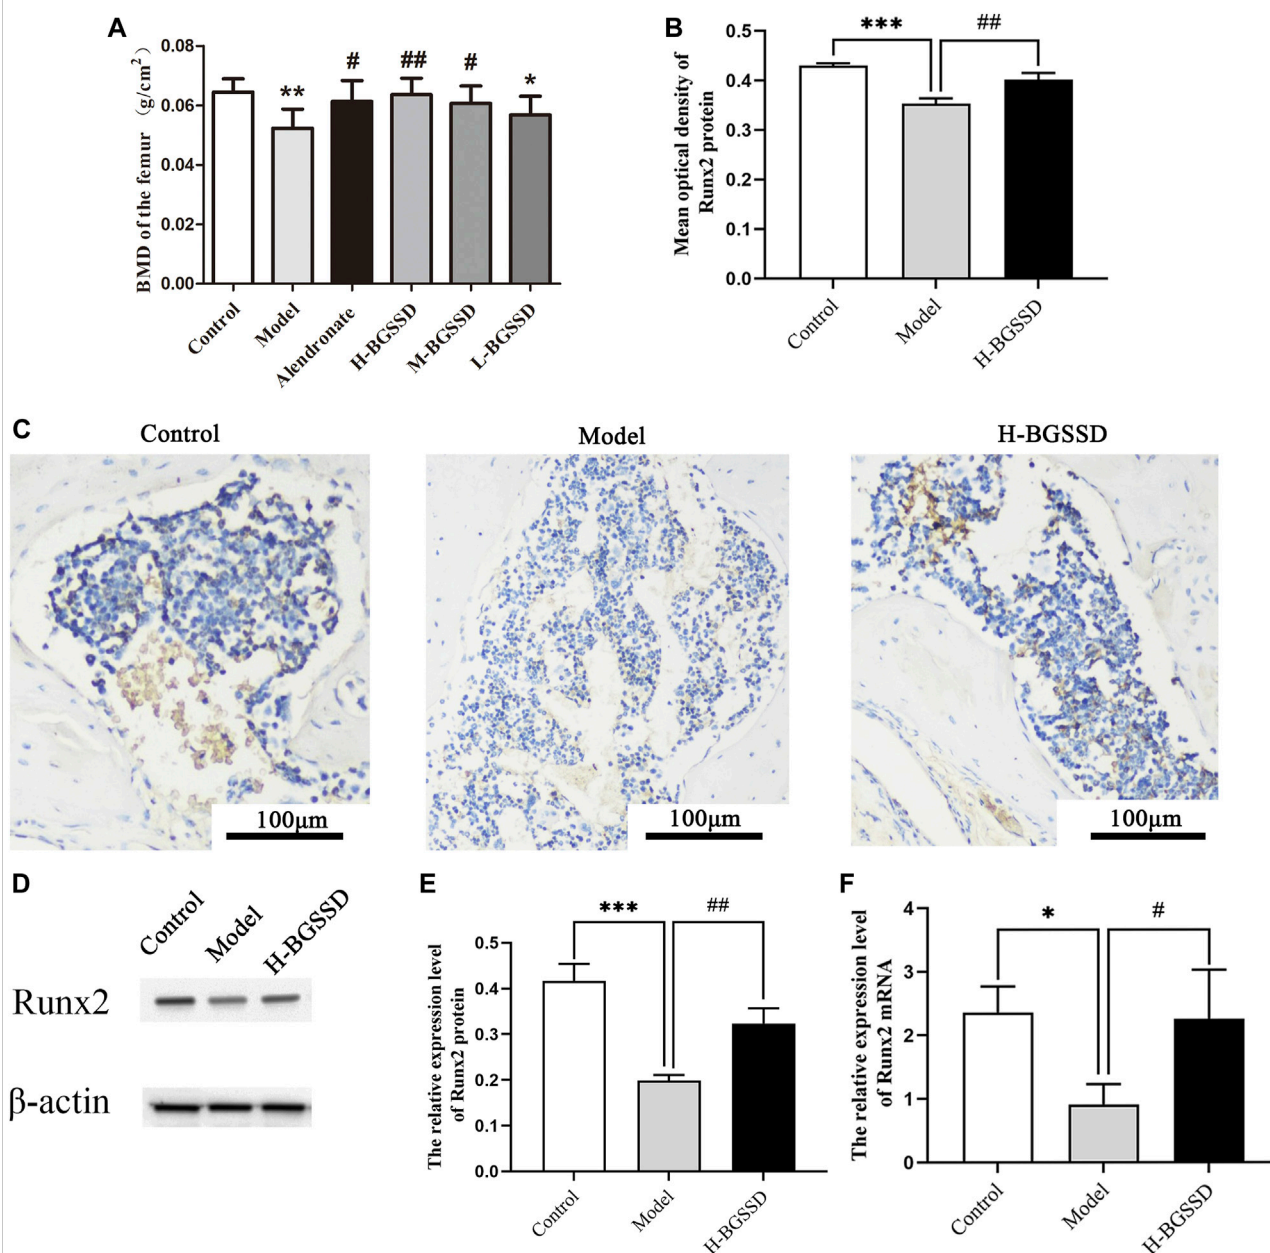 A
BMD of the femur (g/cm²)
0.08
0.06
0.04
0.02
0.00
**
#
##
#
*
Control
Model
Alendronate
H-BGSSD
M-BGSSD
L-BGSSD
B
Mean optical density of
Runx2 protein
0.5
0.4
0.3
0.2
0.1
0.0
***
##
Control
Model
H-BGSSD
C
Control
Model
H-BGSSD
100μm
100μm
100μm
D
Control
Model
H-BGSSD
Runx2
β-actin
E
The relative expression level
of Runx2 protein
0.5
0.4
0.3
0.2
0.1
0.0
***
##
Control
Model
H-BGSSD
F
The relative expression level
of Runx2 mRNA
4
3
2
1
0
*
#
Control
Model
H-BGSSD